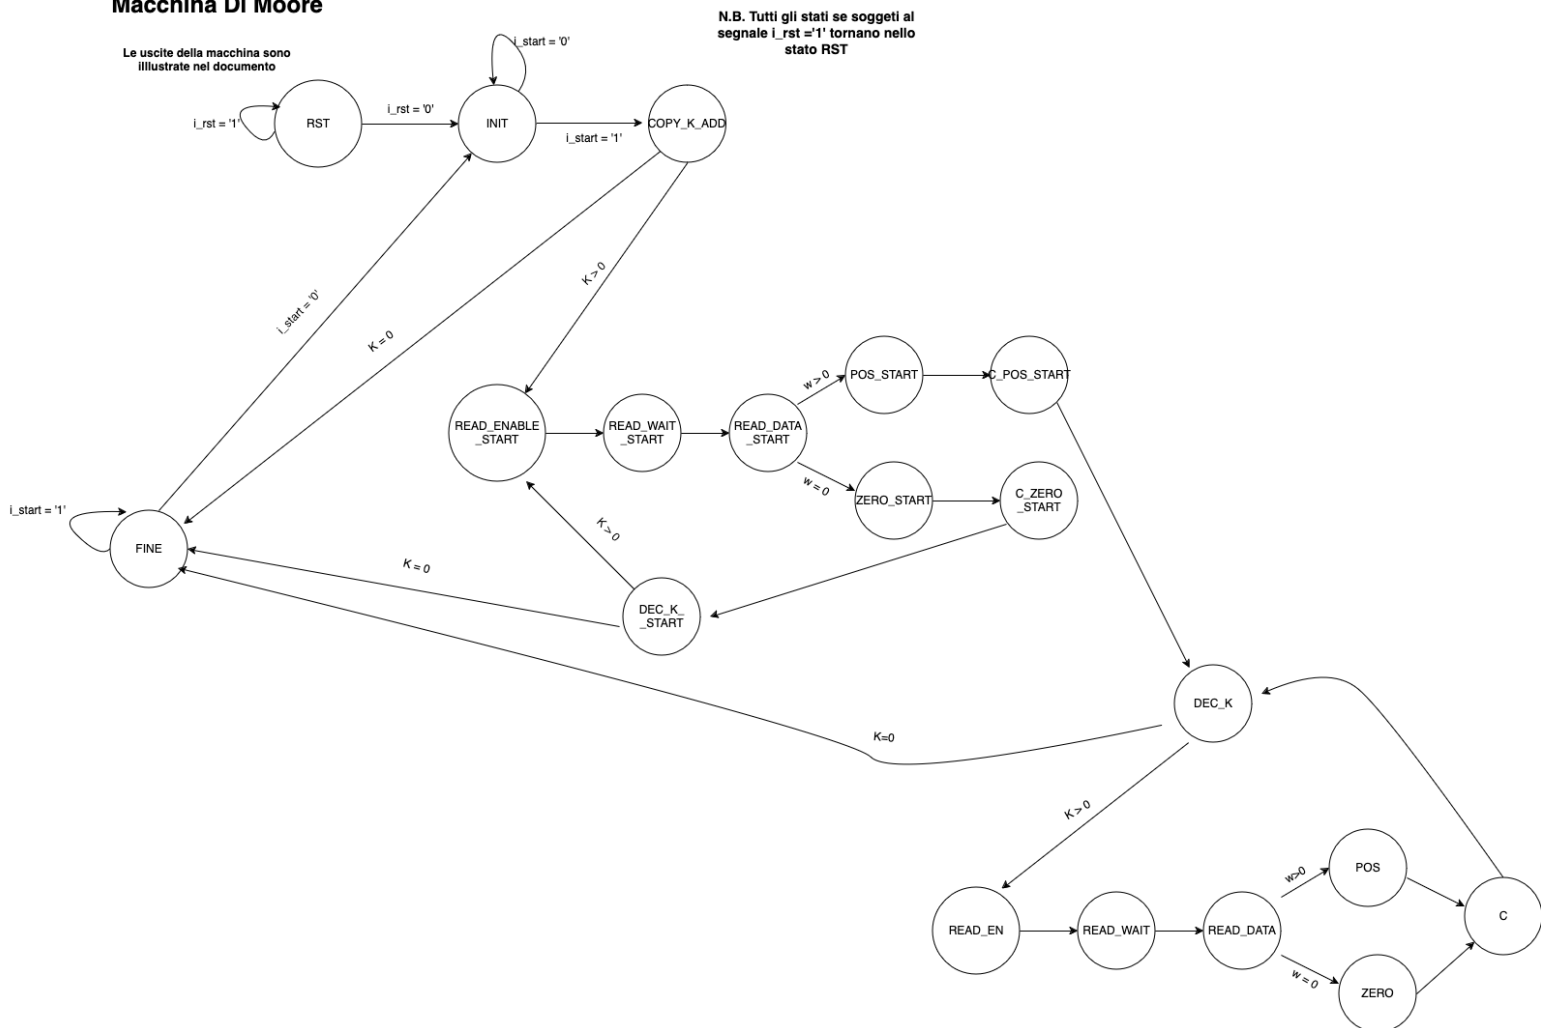 Macchina Di Moore
N.B. Tutti gli stati se soggeti al
segnale i_rst ='1' tornano nello
stato RST
Le uscite della macchina sono
illlustrate nel documento
i_start = '0'
i_rst = '1'
RST
i_rst = '0'
INIT
i_start = '1'
COPY_K_ADD
K > 0
i_start = '0'
K = 0
READ_ENABLE
_START
READ_WAIT
_START
READ_DATA
_START
w > 0
POS_START
C_POS_START
w = 0
ZERO_START
C_ZERO
_START
i_start = '1'
FINE
K > 0
K = 0
DEC_K_
_START
DEC_K
K=0
K > 0
READ_EN
READ_WAIT
READ_DATA
w>0
POS
w = 0
ZERO
C